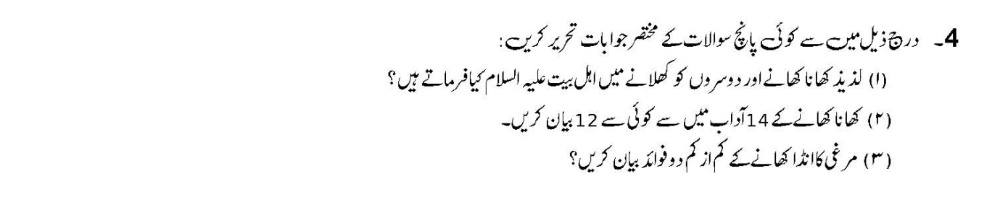 4۔ درج ذیل میں سے کوئی پانچ سوالات کے مختصر جوابات تحریر کریں:
(۱) لذیذ کھانا کھانے اور دوسروں کو کھلانے میں اہل بیت علیہ السلام کیا فرماتے ہیں؟
(۲) کھانا کھانے کے 14 آداب میں سے کوئی سے 12 بیان کریں۔
(۳) مرغی کا انڈا کھانے کے کم از کم دو فوائد بیان کریں؟